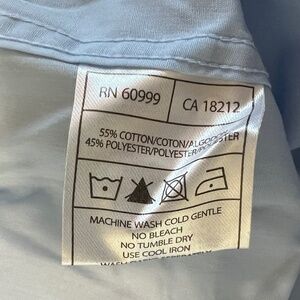 RN 60999
CA 18212
55% COTTON/COTON/
45% POLYESTER/POLYESTER/
MACHINE WASH COLD GENTLE
NO BLEACH
NO TUMBLE DRY
USE COOL IRON
WASH